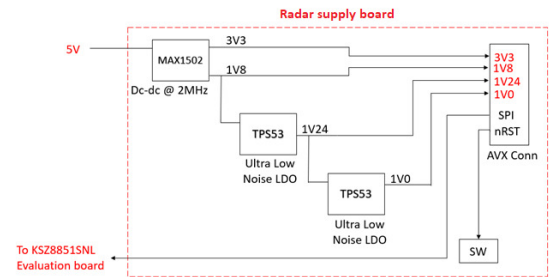 Radar supply board
5V
MAX1502
3V3
1V8
Dc-dc @ 2MHz
3V3
1V8
1V24
1V0
SPI
nRST
AVX Conn
TPS53
1V24
Ultra Low
Noise LDO
TPS53
1V0
Ultra Low
Noise LDO
SW
To KSZ8851SNL
Evaluation board